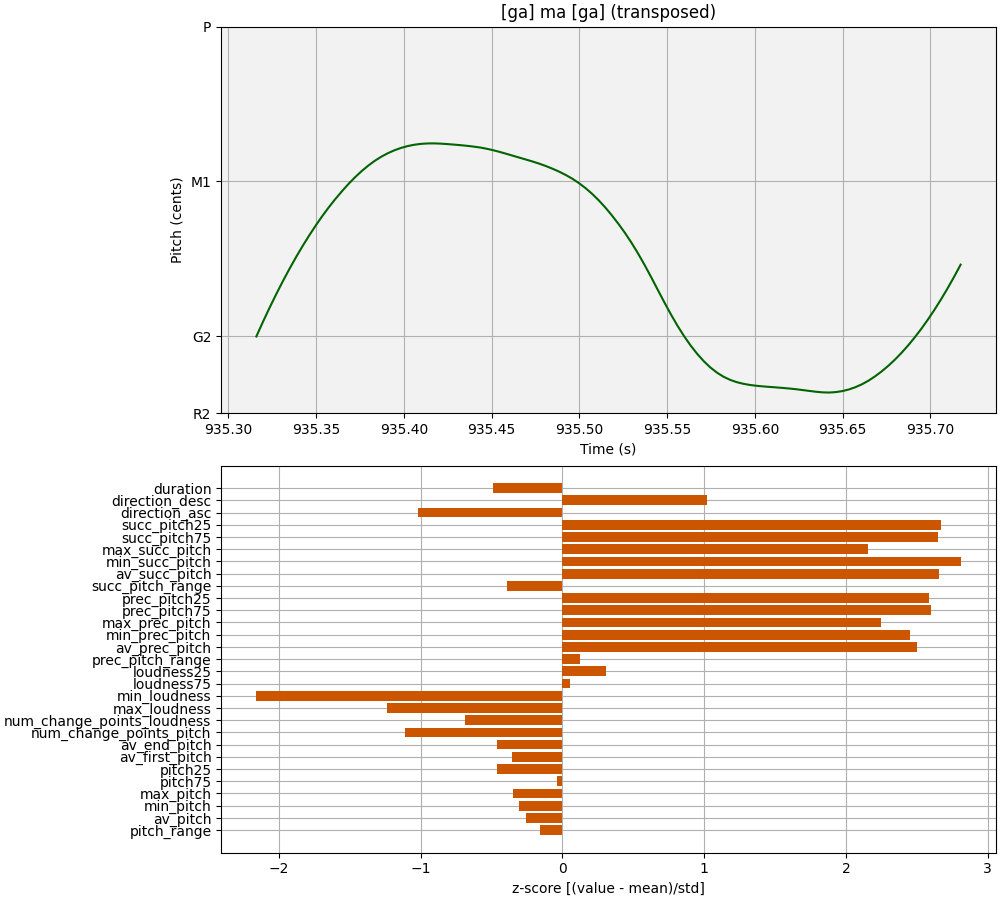 [ga] ma [ga] (transposed)
P
M1
G2
R2
Pitch (cents)
935.30 935.35 935.40 935.45 935.50 935.55 935.60 935.65 935.70
Time (s)
duration
direction_desc
direction_asc
succ_pitch25
succ_pitch75
max_succ_pitch
min_succ_pitch
av_succ_pitch
succ_pitch_range
prec_pitch25
prec_pitch75
max_prec_pitch
min_prec_pitch
av_prec_pitch
prec_pitch_range
loudness25
loudness75
min_loudness
max_loudness
num_change_points_loudness
num_change_points_pitch
av_end_pitch
av_first_pitch
pitch25
pitch75
max_pitch
min_pitch
av_pitch
pitch_range
−2 −1 0 1 2 3
z-score [(value - mean)/std]